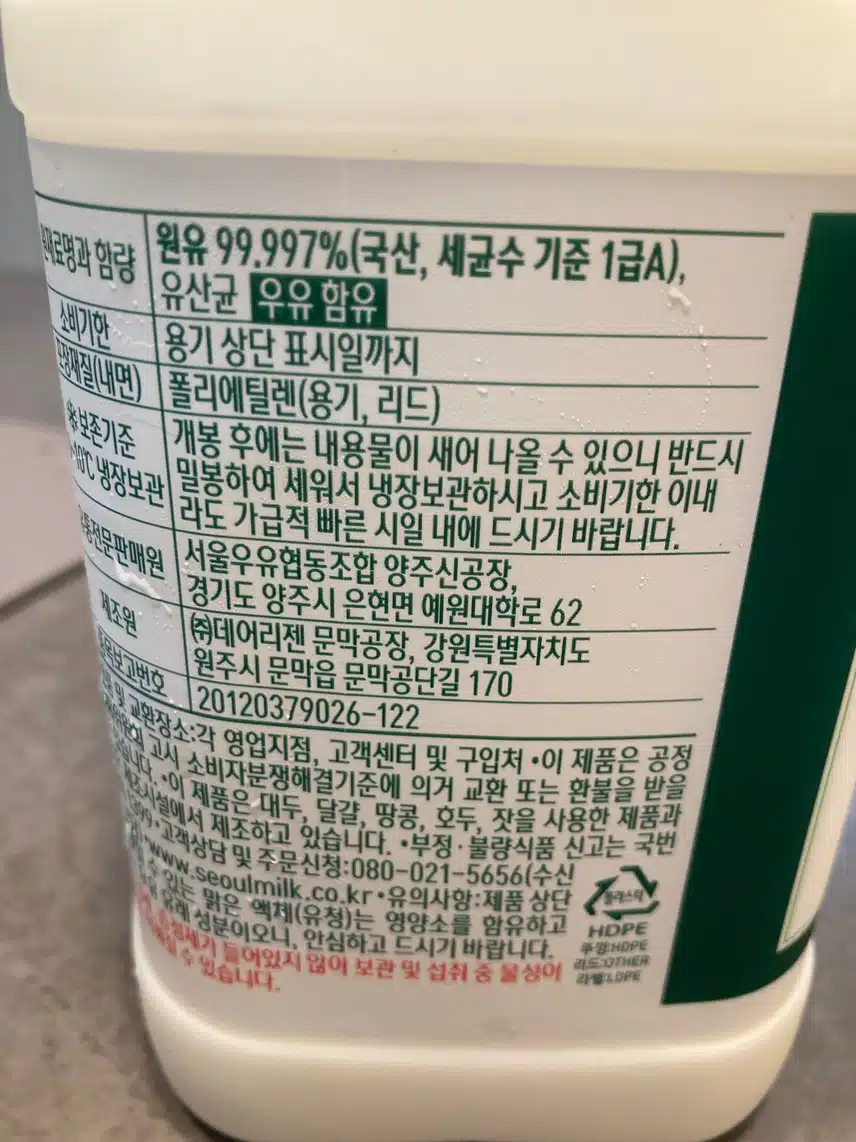 원재료명과 함량 원유 99.997%(국산, 세균수 기준 1급A),
유산균 우유 함유
소비기한 용기 상단 표시일까지
포장재질(내면) 폴리에틸렌(용기, 리드)
※보존기준 개봉 후에는 내용물이 새어 나올 수 있으니 반드시
10℃ 냉장보관 밀봉하여 세워서 냉장보관하시고 소비기한 이내
라도 가급적 빠른 시일 내에 드시기 바랍니다.
유통전문판매원 서울우유협동조합 양주신공장,
경기도 양주시 은현면 예원대학로 62
제조원 ㈜데어리젠 문막공장, 강원특별자치도
원주시 문막읍 문막공단길 170
품목보고번호 20120379026-122
및 교환장소:각 영업지점, 고객센터 및 구입처 •이 제품은 공정
고시 소비자분쟁해결기준에 의거 교환 또는 환불을 받을
•이 제품은 대두, 달걀, 땅콩, 호두, 잣을 사용한 제품과
제조시설에서 제조하고 있습니다. •부정·불량식품 신고는 국번
1399•고객상담 및 주문신청:080-021-5656(수신
•www.seoulmilk.co.kr•유의사항:제품 상단
수 있는 맑은 액체(유청)는 영양소를 함유하고
성분이오니, 안심하고 드시기 바랍니다.
들어있지 않아 보관 및 섭취 중 물성이
수 있습니다.
플라스틱
HDPE
뚜껑:HDPE
리드:OTHER
라벨:LDPE